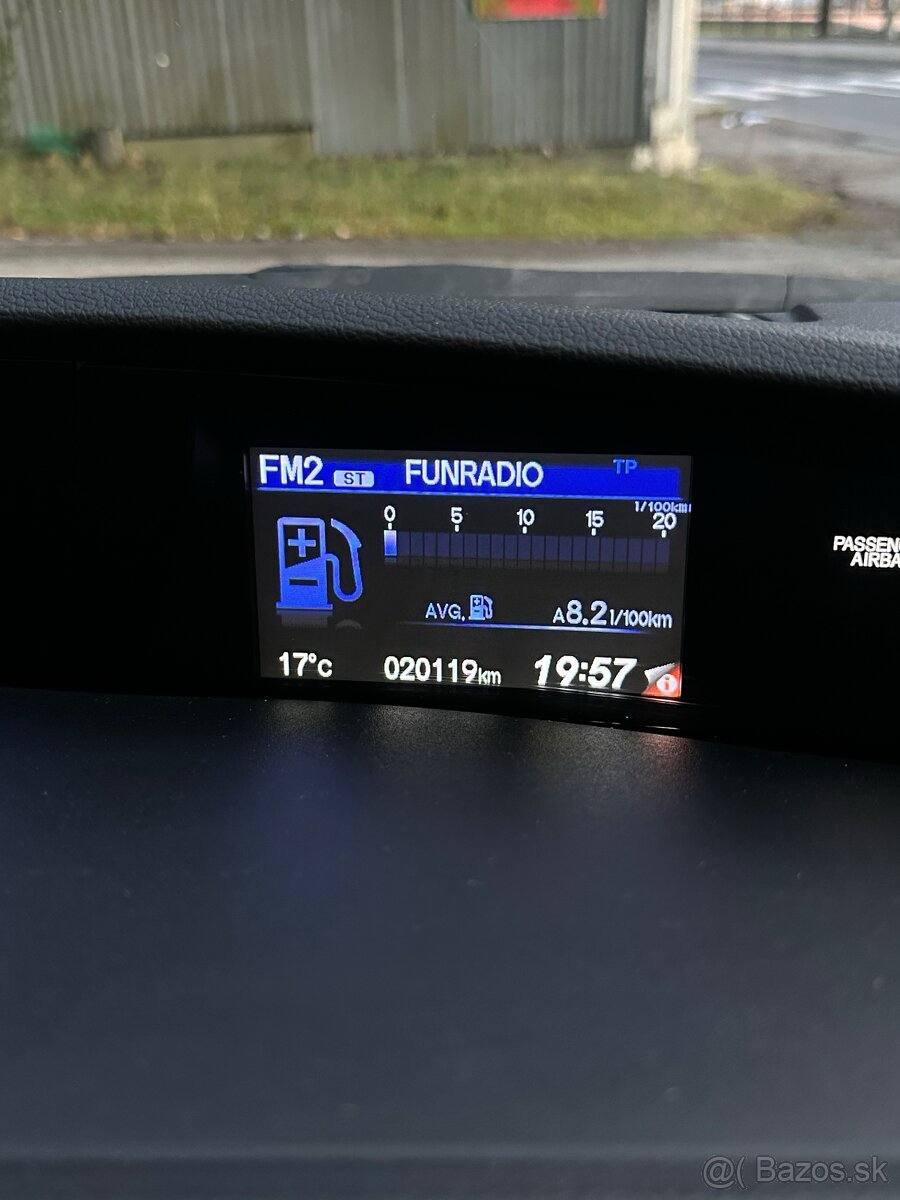 FM2 ST FUNRADIO TP
l/100km
0 5 10 15 20
AVG. A8.2l/100km
17°C 020119km 19:57 i
PASSEN
AIRBA
@( Bazos.sk